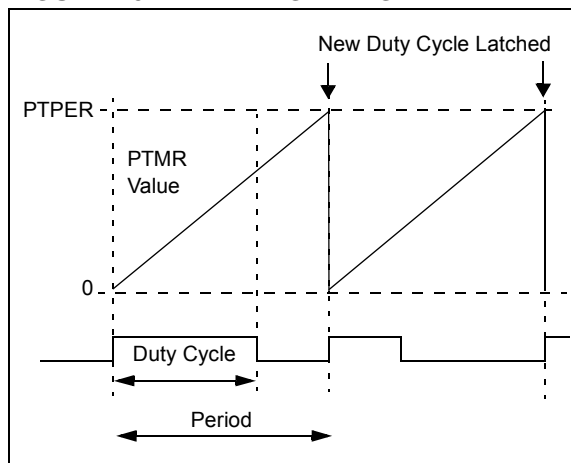 New Duty Cycle Latched
PTPER
PTMR
Value
0
Duty Cycle
Period